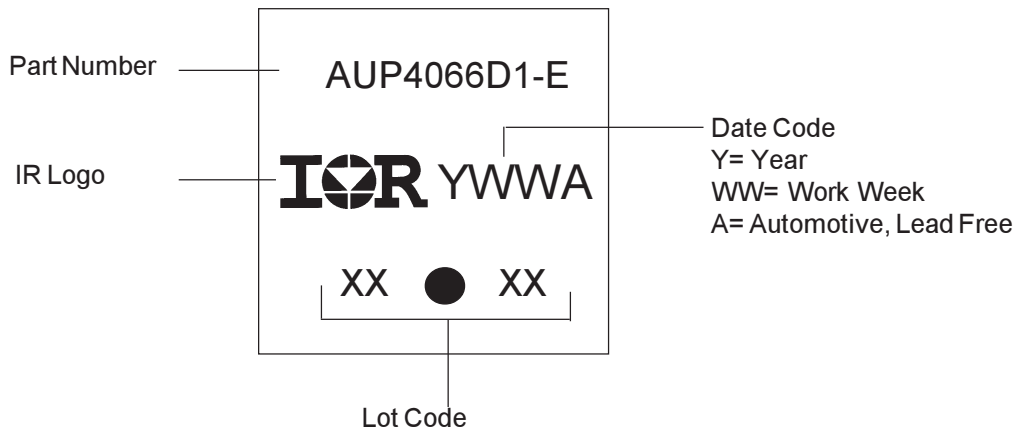 Part Number
AUP4066D1-E
IR Logo
IOR YWWA
Date Code
Y= Year
WW= Work Week
A= Automotive, Lead Free
XX XX
Lot Code